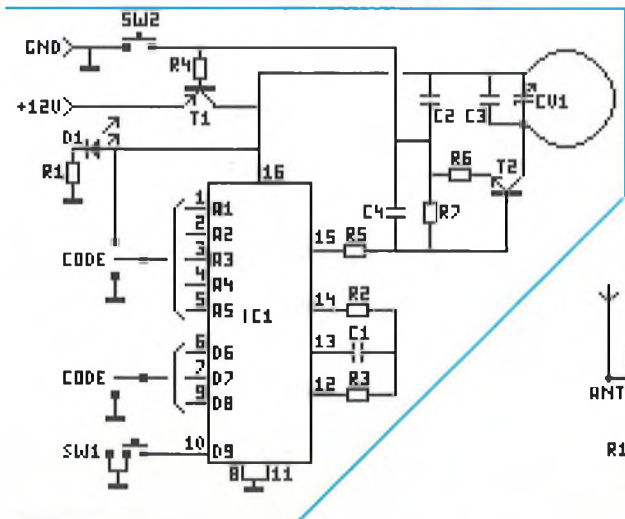 SW2
GND
R4
+12V
T1
C2
C3
CV1
D1
R1
16
R6
T2
1
A1
2
A2
3
A3
4
A4
5
A5
CODE
C4
R7
15
R5
IC1
14
R2
13
C1
12
R3
6
D6
7
D7
9
D8
CODE
SW1
10
D9
8
11
ANT
R1